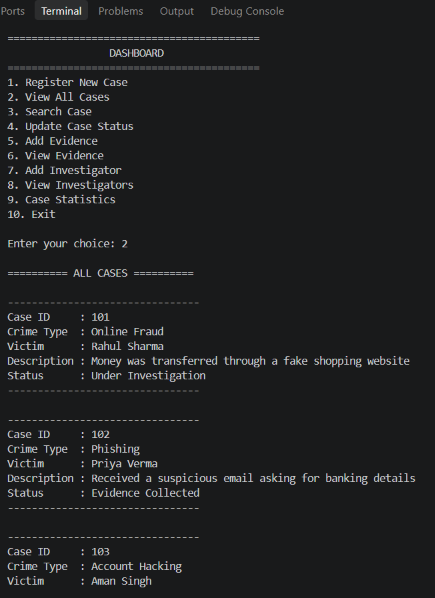 Ports Terminal Problems Output Debug Console
==========================================
DASHBOARD
==========================================
1. Register New Case
2. View All Cases
3. Search Case
4. Update Case Status
5. Add Evidence
6. View Evidence
7. Add Investigator
8. View Investigators
9. Case Statistics
10. Exit
Enter your choice: 2
========== ALL CASES ==========
--------------------------------
Case ID : 101
Crime Type : Online Fraud
Victim : Rahul Sharma
Description : Money was transferred through a fake shopping website
Status : Under Investigation
--------------------------------
--------------------------------
Case ID : 102
Crime Type : Phishing
Victim : Priya Verma
Description : Received a suspicious email asking for banking details
Status : Evidence Collected
--------------------------------
--------------------------------
Case ID : 103
Crime Type : Account Hacking
Victim : Aman Singh